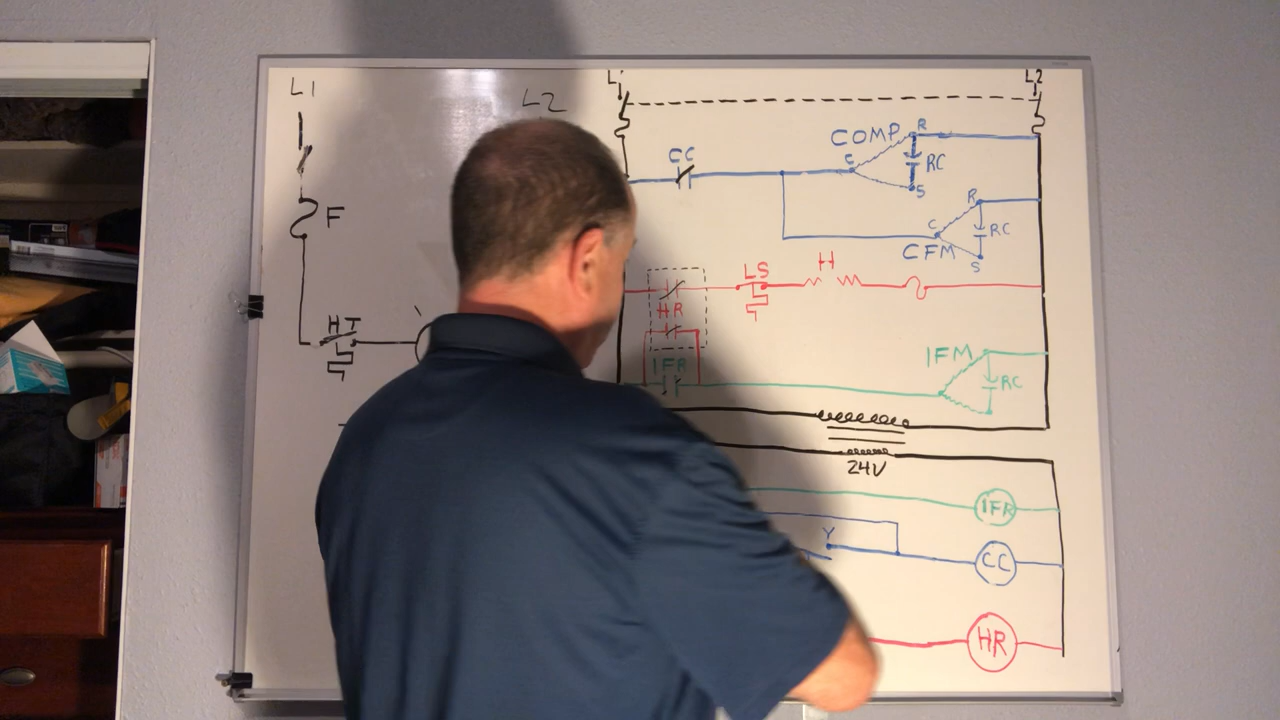 L1
L2
L1
L2
F
HT
CC
COMP
R
C
RC
S
R
C
RC
CFM
S
LS
H
HR
IFR
IFM
RC
24V
IFR
Y
CC
HR